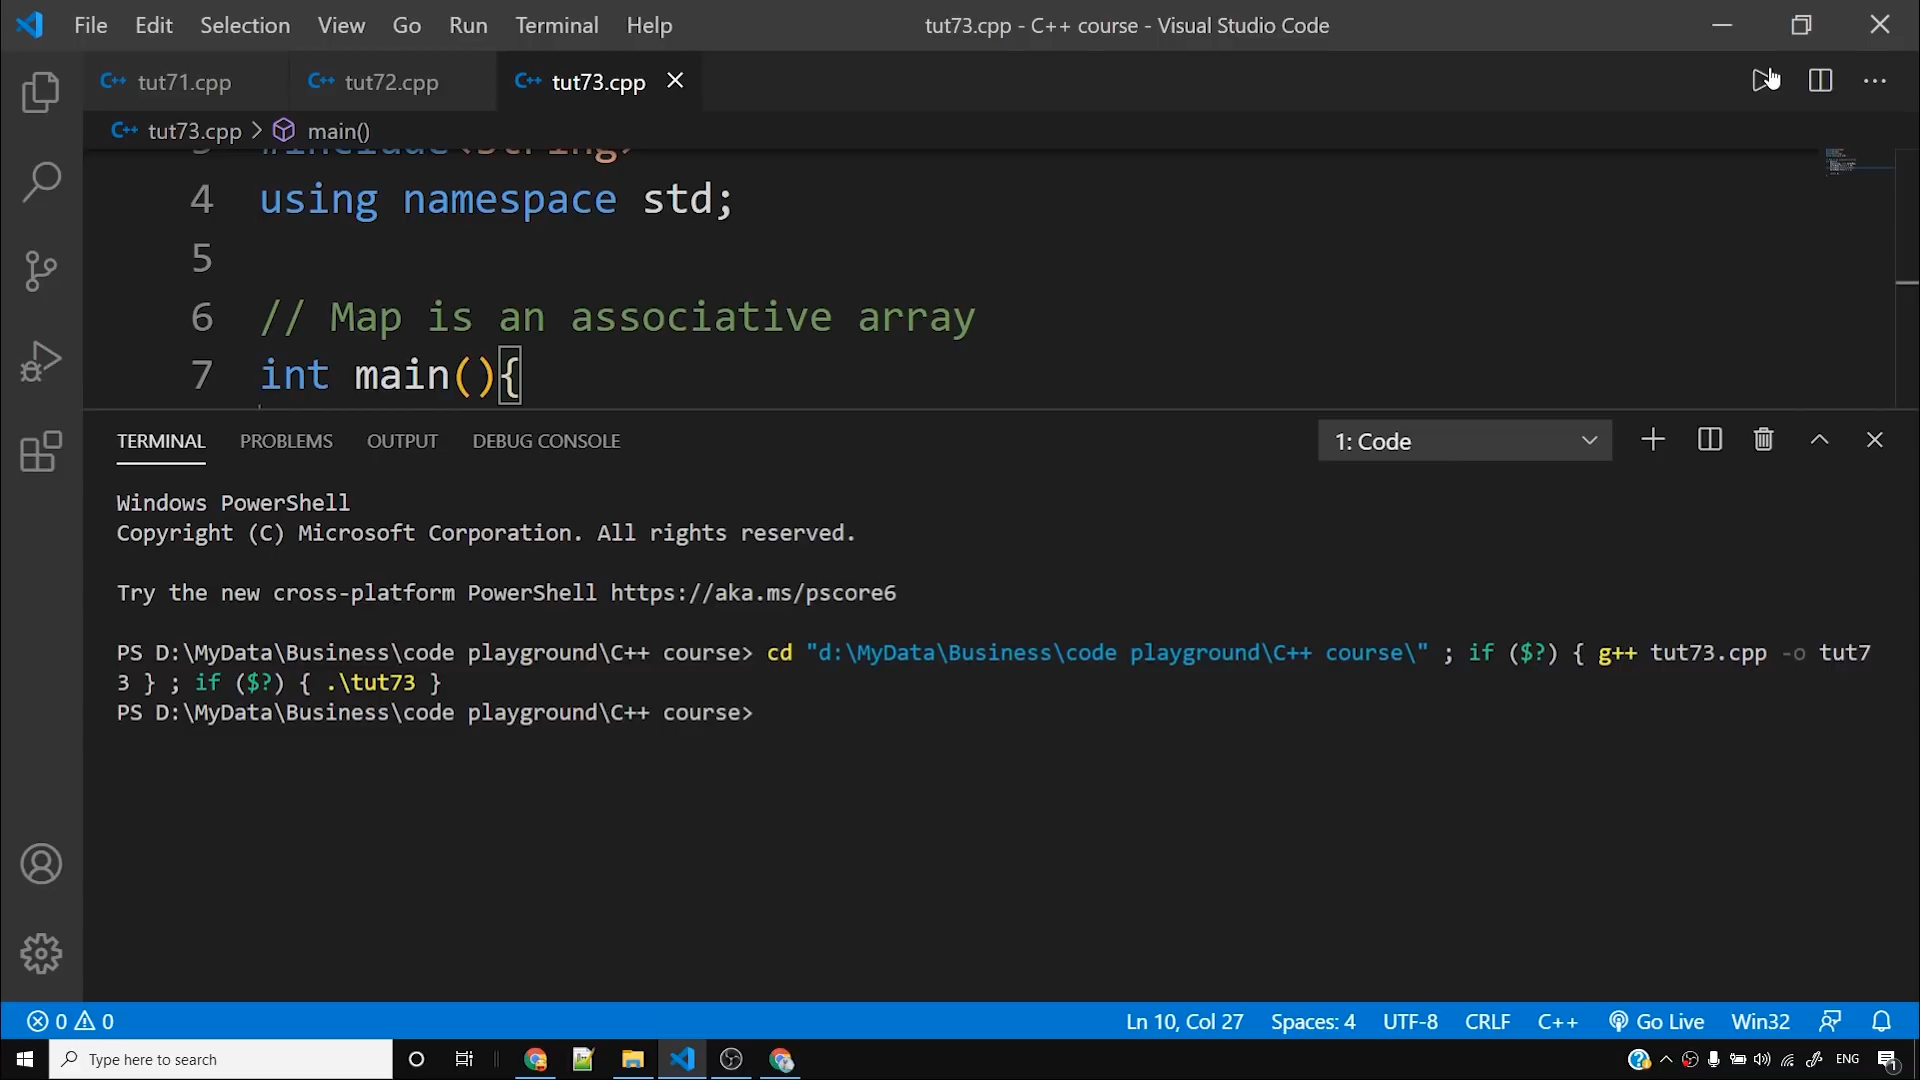 File Edit Selection View Go Run Terminal Help tut73.cpp - C++ course - Visual Studio Code
C++ tut71.cpp C++ tut72.cpp C++ tut73.cpp
C++ tut73.cpp > main()
3 #include<string>
4 using namespace std;
5
6 // Map is an associative array
7 int main(){
TERMINAL PROBLEMS OUTPUT DEBUG CONSOLE 1: Code
Windows PowerShell
Copyright (C) Microsoft Corporation. All rights reserved.
Try the new cross-platform PowerShell https://aka.ms/pscore6
PS D:\MyData\Business\code playground\C++ course> cd "d:\MyData\Business\code playground\C++ course\" ; if ($?) { g++ tut73.cpp -o tut7
3 } ; if ($?) { .\tut73 }
PS D:\MyData\Business\code playground\C++ course>
0 0 Ln 10, Col 27 Spaces: 4 UTF-8 CRLF C++ Go Live Win32
Type here to search ENG 1